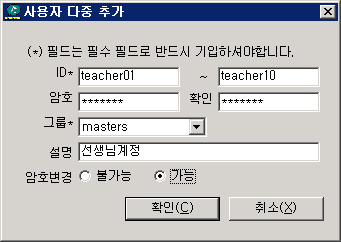 사용자 다중 추가
(*) 필드는 필수 필드로 반드시 기입하셔야합니다.
ID* teacher01 ~ teacher10
암호 ******* 확인 *******
그룹* masters
설명 선생님계정
암호변경 불가능 가능
확인(C) 취소(X)